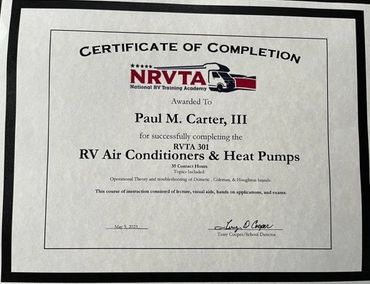 CERTIFICATE OF COMPLETION
NRVTA
National RV Training Academy
Awarded To
Paul M. Carter, III
for successfully completing the
RVTA 301
RV Air Conditioners & Heat Pumps
35 Contact Hours
Topics Included
Operational Theory and troubleshooting of Dometic , Coleman, & Houghton brands
This course of instruction consisted of lecture, visual aids, hands on applications, and exams.
Terry D Cooper
Terry Cooper/School Director